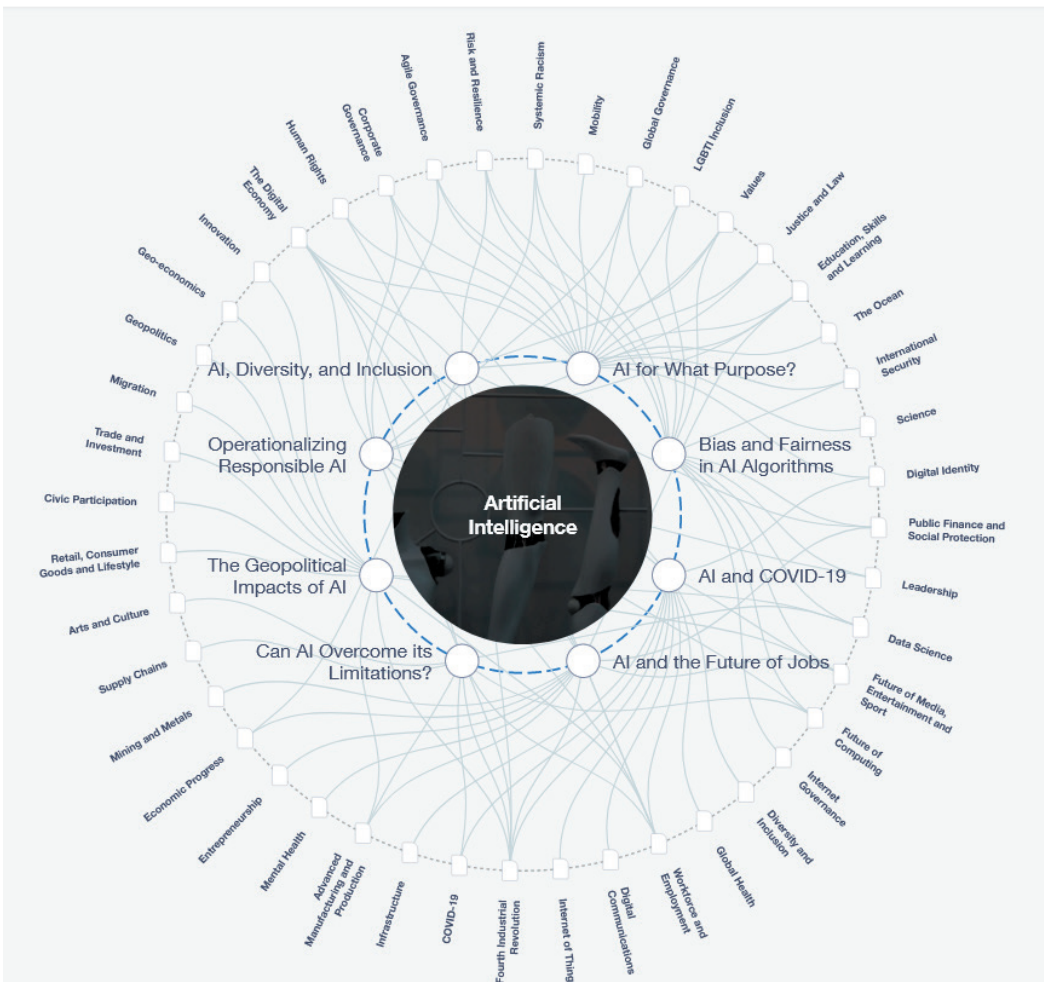 Artificial
Intelligence
AI, Diversity, and Inclusion
AI for What Purpose?
Operationalizing
Responsible AI
Bias and Fairness
in AI Algorithms
The Geopolitical
Impacts of AI
AI and COVID-19
Can AI Overcome its
Limitations?
AI and the Future of Jobs
Systemic Racism
Mobility
Global Governance
LGBTI Inclusion
Values
Justice and Law
Education, Skills
and Learning
The Ocean
International
Security
Science
Digital Identity
Public Finance and
Social Protection
Leadership
Data Science
Future of Media,
Entertainment and
Sport
Future of
Computing
Internet
Governance
Diversity and
Inclusion
Global Health
Workforce and
Employment
Digital
Communications
Internet of Thing
Fourth Industrial
Revolution
COVID-19
Infrastructure
Advanced
Manufacturing and
Production
Mental Health
Entrepreneurship
Economic Progress
Mining and Metals
Supply Chains
Arts and Culture
Retail, Consumer
Goods and Lifestyle
Civic Participation
Trade and
Investment
Migration
Geopolitics
Geo-economics
Innovation
The Digital
Economy
Human Rights
Corporate
Governance
Agile Governance
Risk and Resilience